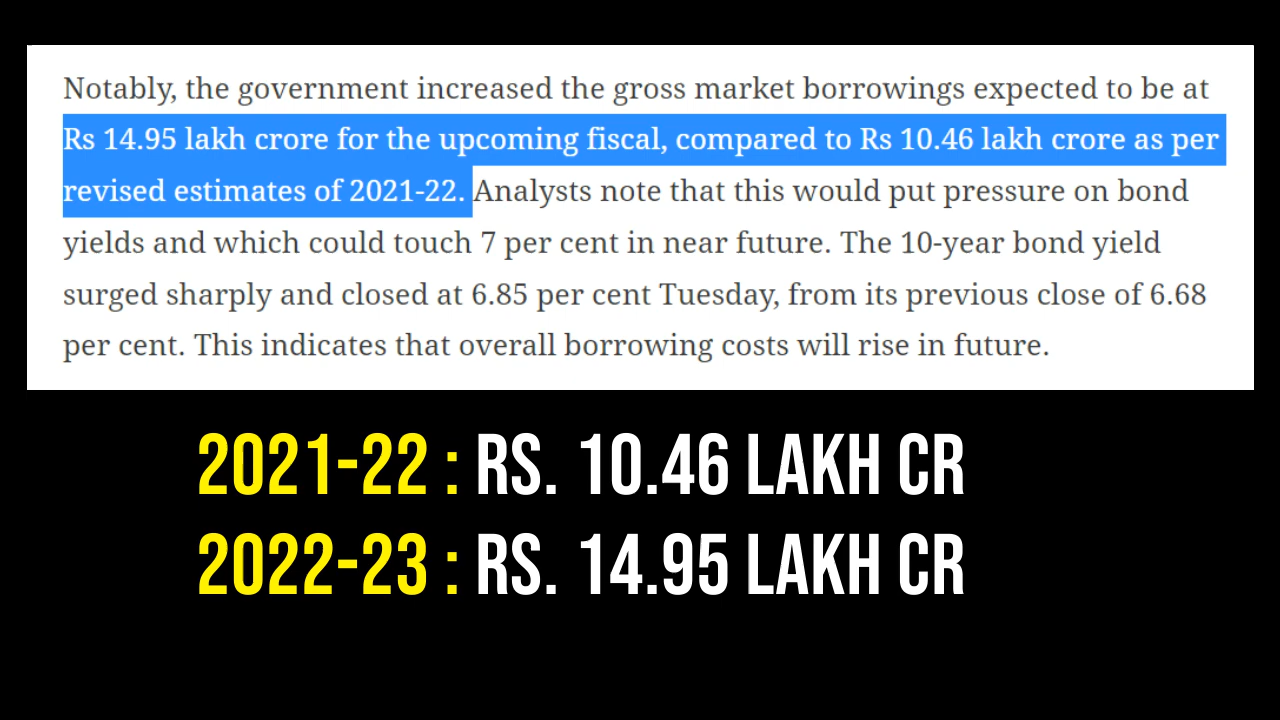 Notably, the government increased the gross market borrowings expected to be at
Rs 14.95 lakh crore for the upcoming fiscal, compared to Rs 10.46 lakh crore as per
revised estimates of 2021-22. Analysts note that this would put pressure on bond
yields and which could touch 7 per cent in near future. The 10-year bond yield
surged sharply and closed at 6.85 per cent Tuesday, from its previous close of 6.68
per cent. This indicates that overall borrowing costs will rise in future.
2021-22 : RS. 10.46 LAKH CR
2022-23 : RS. 14.95 LAKH CR